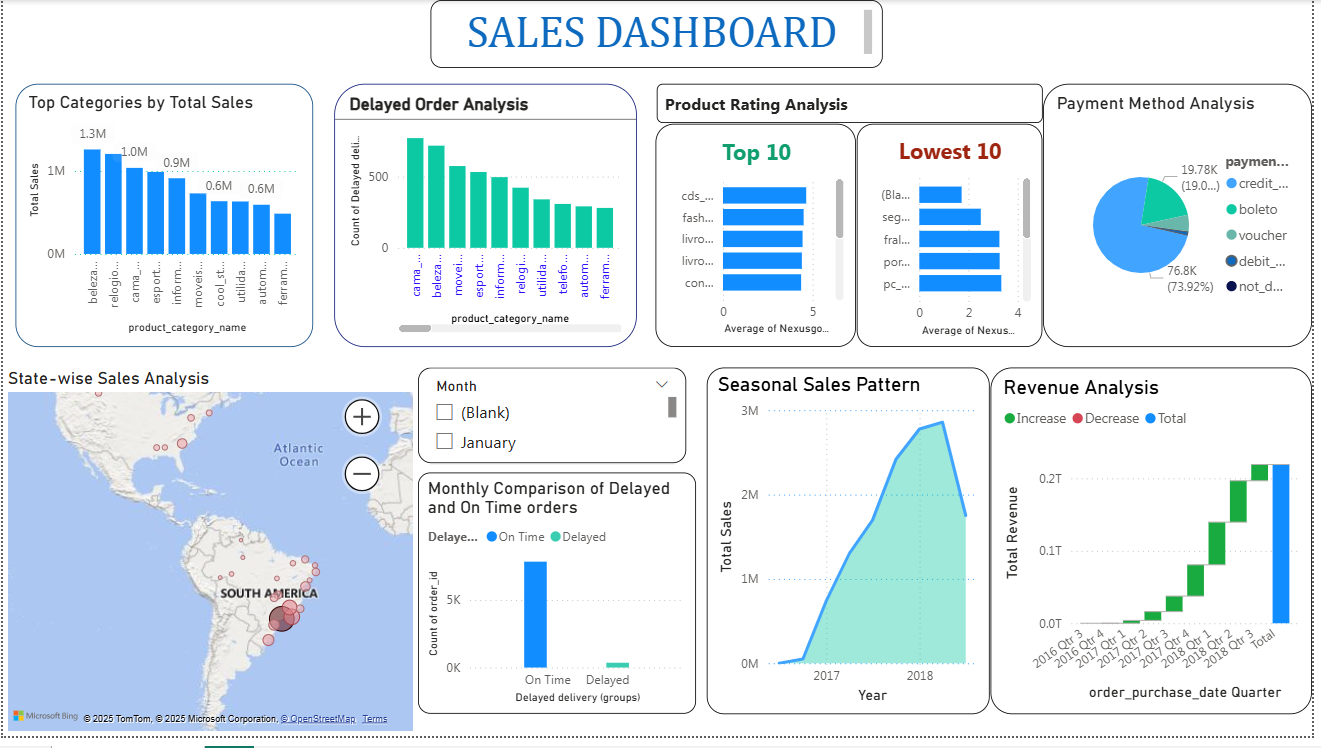 SALES DASHBOARD
Top Categories by Total Sales
Total Sales
1M
0M
1.3M
1.0M
0.9M
0.6M
0.6M
beleza...
relogio...
cama_...
esport...
inform...
moveis...
cool_st...
utilida...
autom...
ferram...
product_category_name
Delayed Order Analysis
Count of Delayed deli...
500
0
cama_...
beleza...
movei...
esport...
inform...
relogi...
utilida...
telefo...
autom...
ferram...
product_category_name
Product Rating Analysis
Top 10
cds_...
fash...
livro...
livro...
con...
0
5
Average of Nexusgo...
Lowest 10
(Bla...
seg...
fral...
por...
pc_...
0
2
4
Average of Nexus...
Payment Method Analysis
19.78K
(19.0...)
76.8K
(73.92%)
paymen...
credit_...
boleto
voucher
debit_...
not_d...
State-wise Sales Analysis
Atlantic
Ocean
SOUTH AMERICA
Microsoft Bing
© 2025 TomTom, © 2025 Microsoft Corporation, © OpenStreetMap Terms
Month
(Blank)
January
Monthly Comparison of Delayed
and On Time orders
Delaye... On Time Delayed
Count of order_id
5K
0K
On Time
Delayed
Delayed delivery (groups)
Seasonal Sales Pattern
Total Sales
3M
2M
1M
0M
2017
2018
Year
Revenue Analysis
Increase Decrease Total
Total Revenue
0.2T
0.1T
0.0T
2016 Qtr 3
2016 Qtr 4
2017 Qtr 1
2017 Qtr 2
2017 Qtr 3
2017 Qtr 4
2018 Qtr 1
2018 Qtr 2
2018 Qtr 3
Total
order_purchase_date Quarter